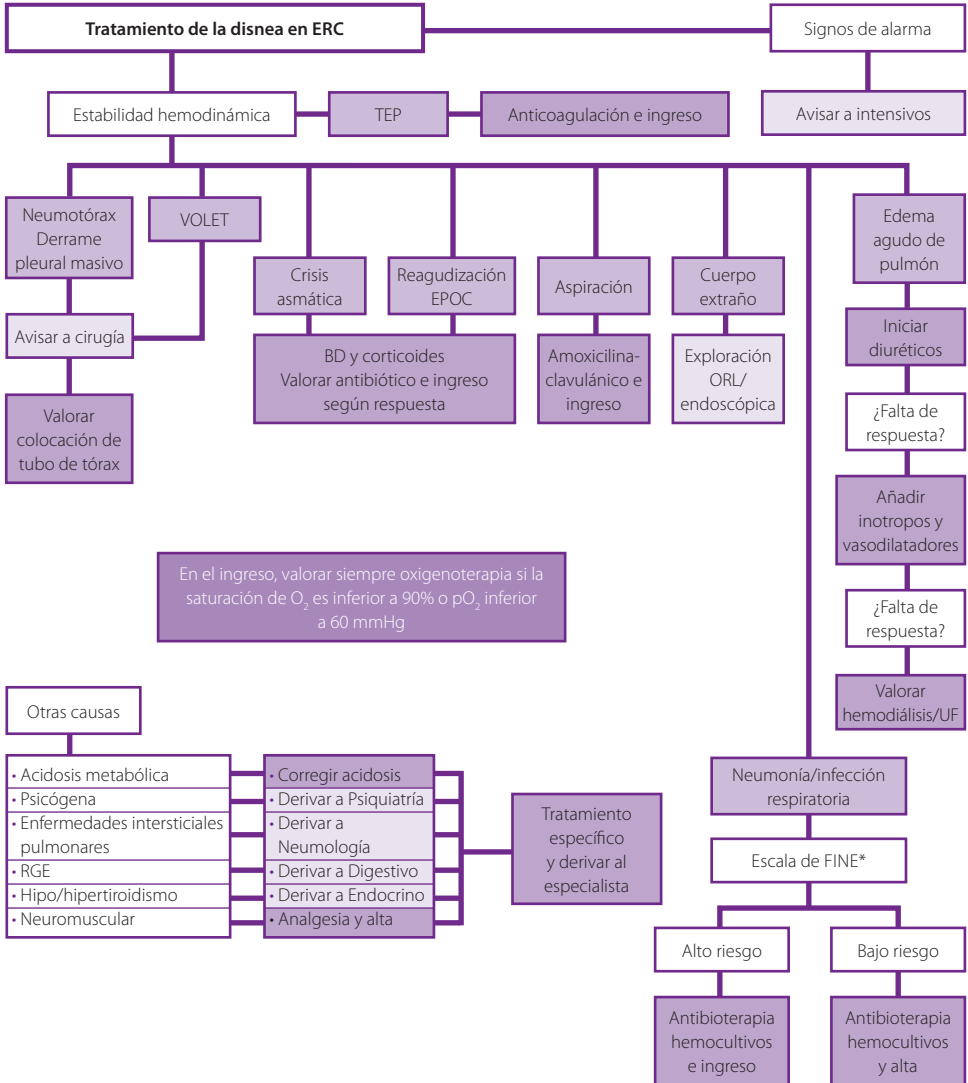 Tratamiento de la disnea en ERC
Signos de alarma
Estabilidad hemodinámica
TEP
Anticoagulación e ingreso
Avisar a intensivos
Neumotórax
Derrame
pleural masivo
VOLET
Avisar a cirugía
Valorar
colocación de
tubo de tórax
Crisis
asmática
Reagudización
EPOC
BD y corticoides
Valorar antibiótico e ingreso
según respuesta
Aspiración
Amoxicilina-
clavulánico e
ingreso
Cuerpo
extraño
Exploración
ORL/
endoscópica
Edema
agudo de
pulmón
Iniciar
diuréticos
¿Falta de
respuesta?
Añadir
inotropos y
vasodilatadores
¿Falta de
respuesta?
Valorar
hemodiálisis/UF
En el ingreso, valorar siempre oxigenoterapia si la
saturación de O₂ es inferior a 90% o pO₂ inferior
a 60 mmHg
Otras causas
• Acidosis metabólica
• Psicógena
• Enfermedades intersticiales
pulmonares
• RGE
• Hipo/hipertiroidismo
• Neuromuscular
• Corregir acidosis
• Derivar a Psiquiatría
• Derivar a
Neumología
• Derivar a Digestivo
• Derivar a Endocrino
• Analgesia y alta
Tratamiento
específico
y derivar al
especialista
Neumonía/infección
respiratoria
Escala de FINE*
Alto riesgo
Bajo riesgo
Antibioterapia
hemocultivos
e ingreso
Antibioterapia
hemocultivos
y alta